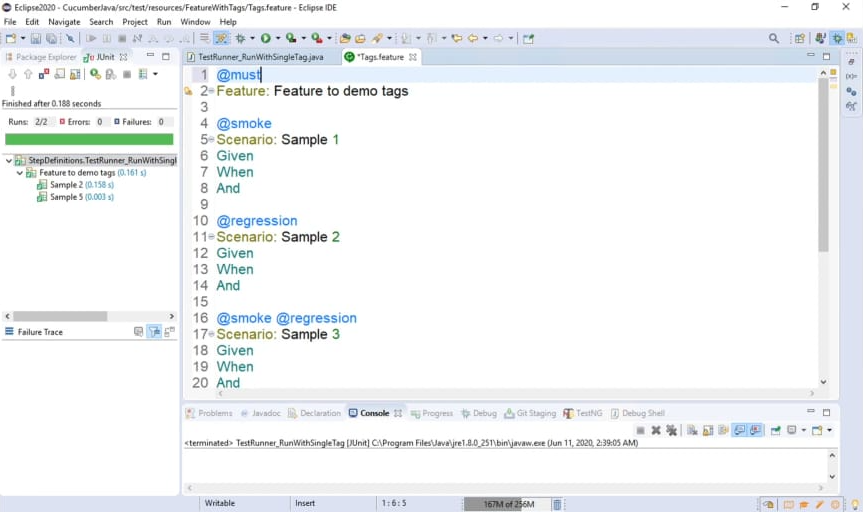 Eclipse2020 - CucumberJava/src/test/resources/FeatureWithTags/Tags.feature - Eclipse IDE
File Edit Navigate Search Project Run Window Help
Package Explorer JUnit
Finished after 0.188 seconds
Runs: 2/2 Errors: 0 Failures: 0
StepDefinitions.TestRunner_RunWithSingl
Feature to demo tags (0.161 s)
Sample 2 (0.158 s)
Sample 5 (0.003 s)
Failure Trace
TestRunner_RunWithSingleTag.java *Tags.feature
1 @must
2 Feature: Feature to demo tags
3
4 @smoke
5 Scenario: Sample 1
6 Given
7 When
8 And
9
10 @regression
11 Scenario: Sample 2
12 Given
13 When
14 And
15
16 @smoke @regression
17 Scenario: Sample 3
18 Given
19 When
20 And
Problems Javadoc Declaration Console Progress Debug Git Staging TestNG Debug Shell
<terminated> TestRunner_RunWithSingleTag [JUnit] C:\Program Files\Java\jre1.8.0_251\bin\javaw.exe (Jun 11, 2020, 2:39:05 AM)
Writable Insert 1 : 6 : 5 167M of 256M